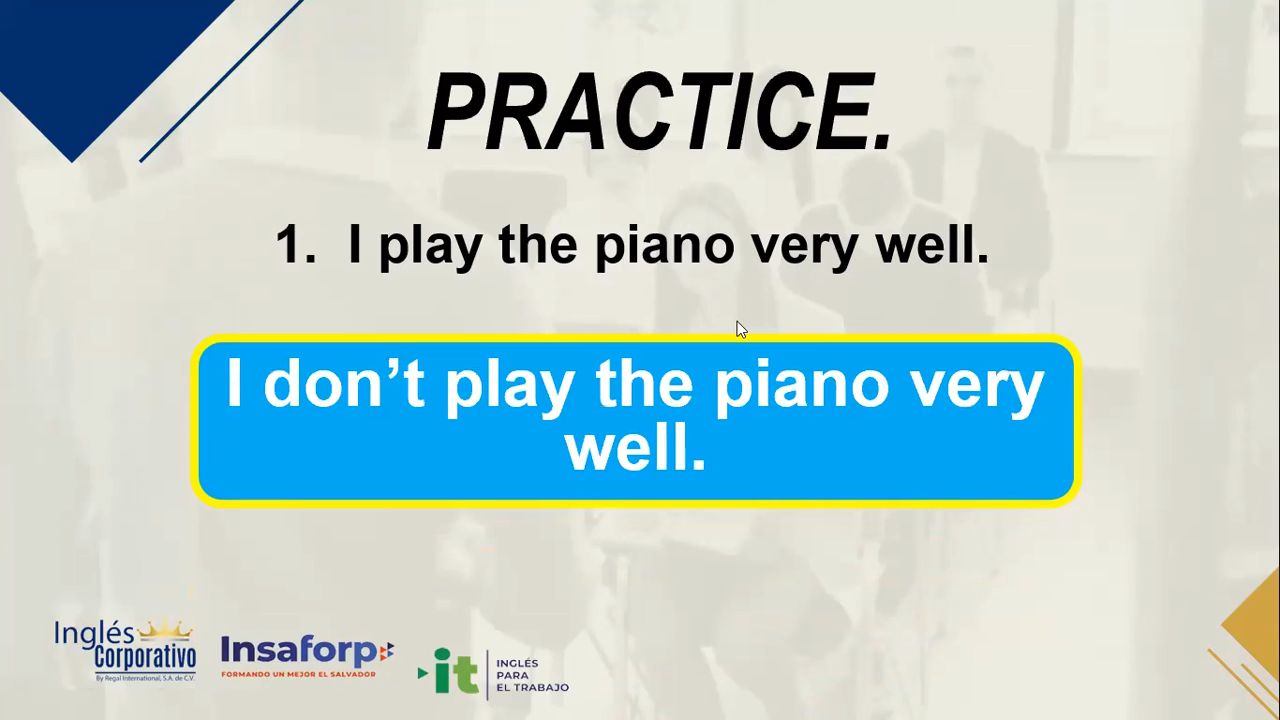 PRACTICE.
1. I play the piano very well.
I don’t play the piano very
well.
Inglés
Corporativo
By Regal International, S.A. de C.V.
Insaforp
FORMANDO UN MEJOR EL SALVADOR
it
INGLÉS
PARA
EL TRABAJO